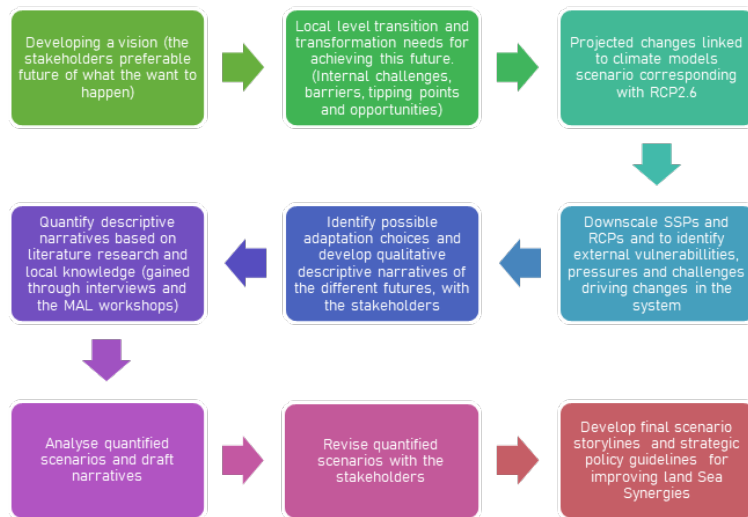 Developing a vision (the
stakeholders preferable
future of what the want to
happen)
Local level transition and
transformation needs for
achieving this future.
(Internal challenges,
barriers, tipping points
and opportunities)
Projected changes linked
to climate models
scenario corresponding
with RCP2.6
Downscale SSPs and
RCPs and to identify
external vulnerabillities,
pressures and challenges
driving changes in the
system
Identify possible
adaptation choices and
develop qualitative
descriptive narratives of
the different futures, with
the stakeholders
Quantify descriptive
narratives based on
literature research and
local knowledge (gained
through interviews and
the MAL workshops)
Analyse quantified
scenarios and draft
narratives
Revise quantified
scenarios with the
stakeholders
Develop final scenario
storylines and strategic
policy guidelines for
improving land Sea
Synergies